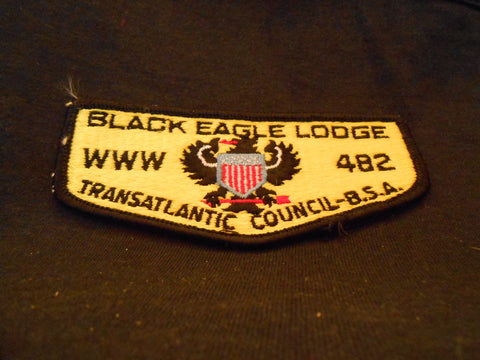 BLACK EAGLE LODGE
WWW 482
TRANSATLANTIC COUNCIL-B.S.A.